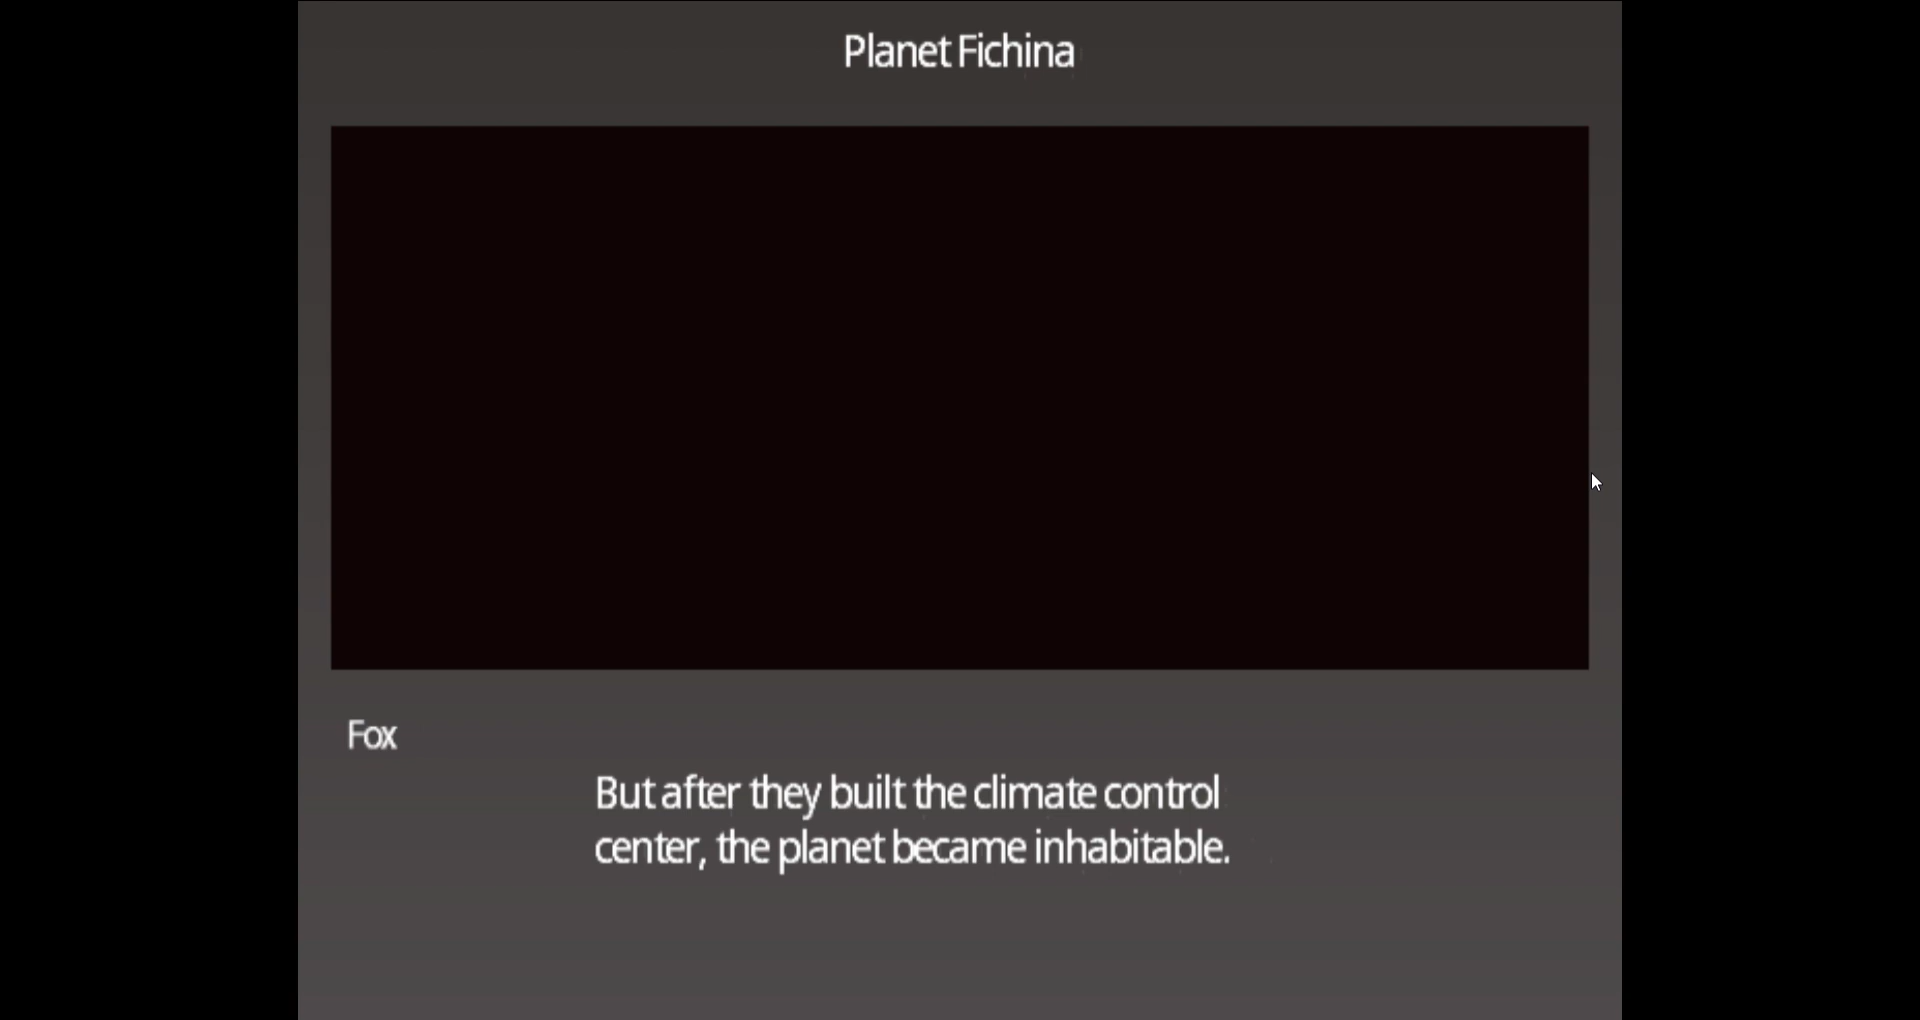 Planet Fichina
Fox
But after they built the climate control
center, the planet became inhabitable.